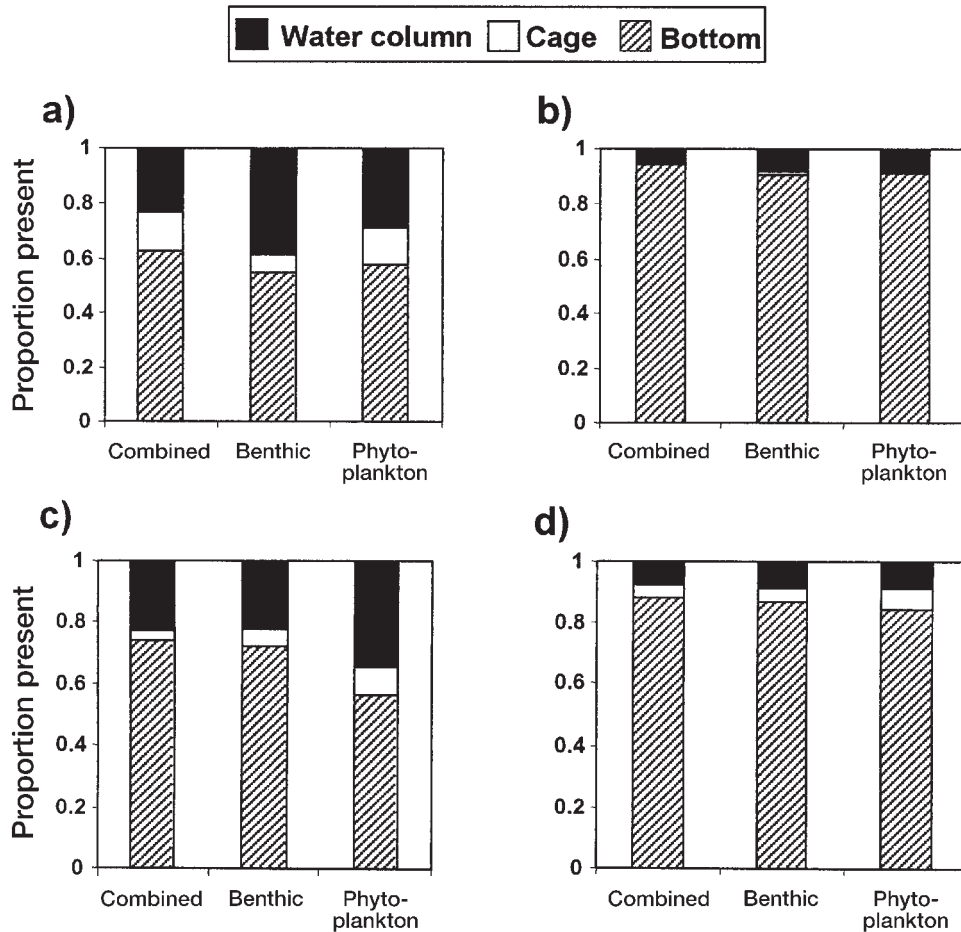 Water column Cage Bottom
a)
Proportion present
1
0.8
0.6
0.4
0.2
0
Combined Benthic Phyto-
plankton
b)
1
0.8
0.6
0.4
0.2
0
Combined Benthic Phyto-
plankton
c)
Proportion present
1
0.8
0.6
0.4
0.2
0
Combined Benthic Phyto-
plankton
d)
1
0.8
0.6
0.4
0.2
0
Combined Benthic Phyto-
plankton